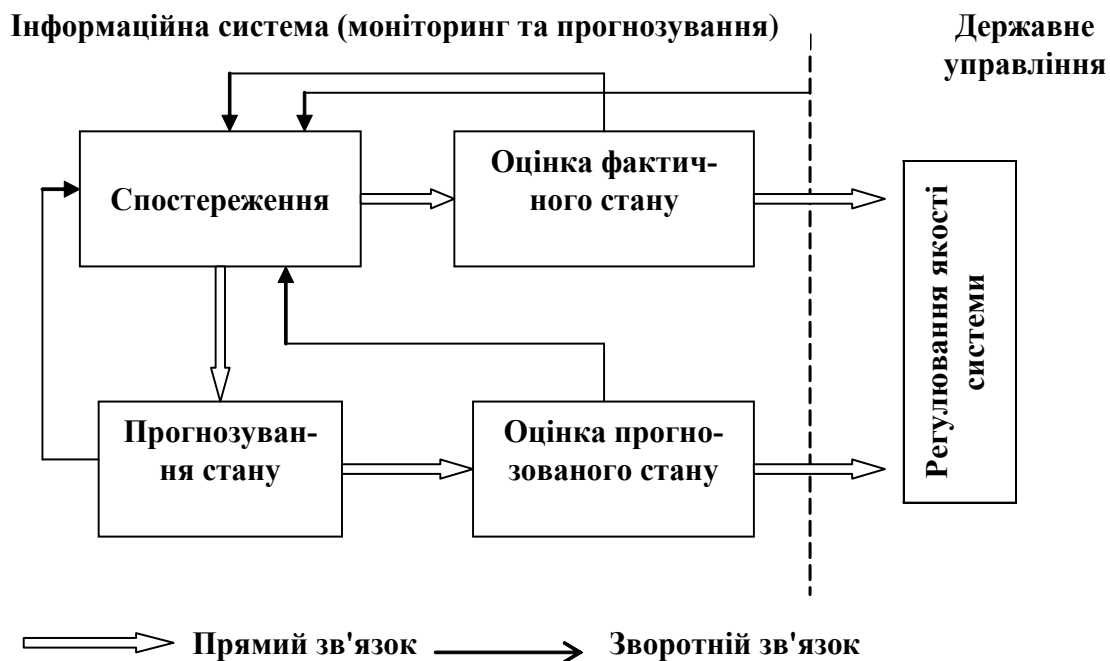 Інформаційна система (моніторинг та прогнозування)
Державне
управління
Спостереження
Оцінка фактич-
ного стану
Регулювання якості
системи
Прогнозуван-
ня стану
Оцінка прогно-
зованого стану
Прямий зв'язок
Зворотній зв'язок